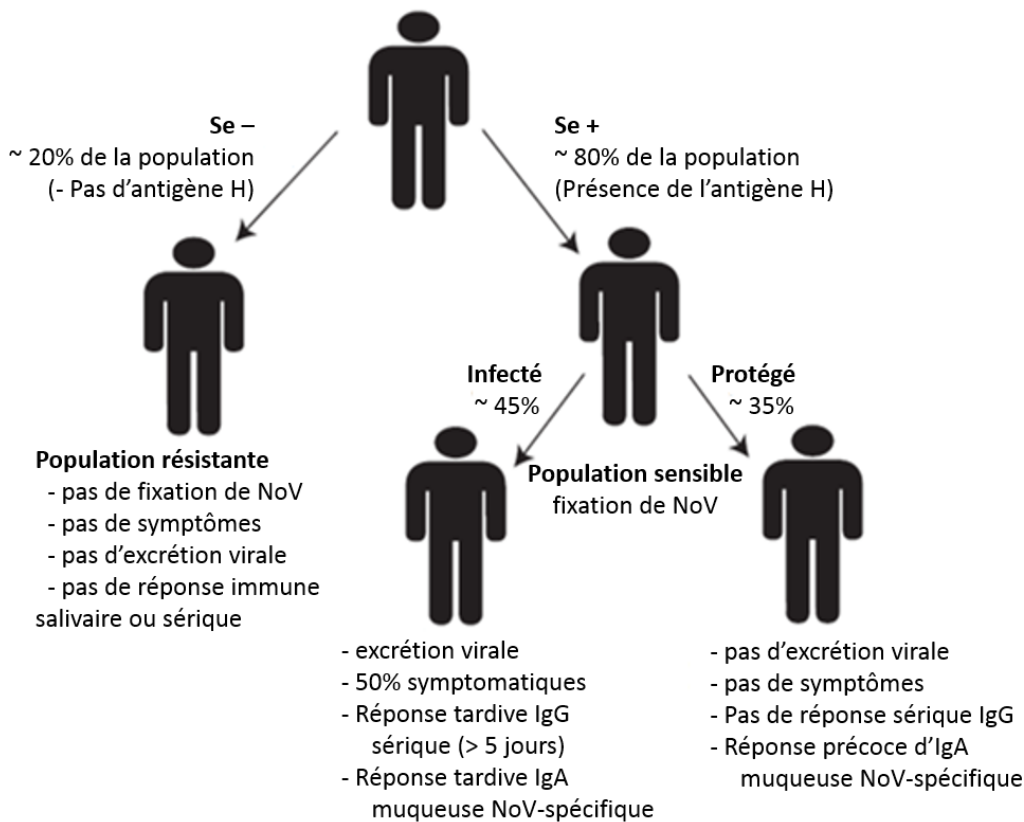 Se –
~ 20% de la population
(- Pas d’antigène H)
Se +
~ 80% de la population
(Présence de l’antigène H)
Infecté
~ 45%
Protégé
~ 35%
Population résistante
- pas de fixation de NoV
- pas de symptômes
- pas d’excrétion virale
- pas de réponse immune
salivaire ou sérique
Population sensible
fixation de NoV
- excrétion virale
- 50% symptomatiques
- Réponse tardive IgG
sérique (> 5 jours)
- Réponse tardive IgA
muqueuse NoV-spécifique
- pas d’excrétion virale
- pas de symptômes
- Pas de réponse sérique IgG
- Réponse précoce d’IgA
muqueuse NoV-spécifique